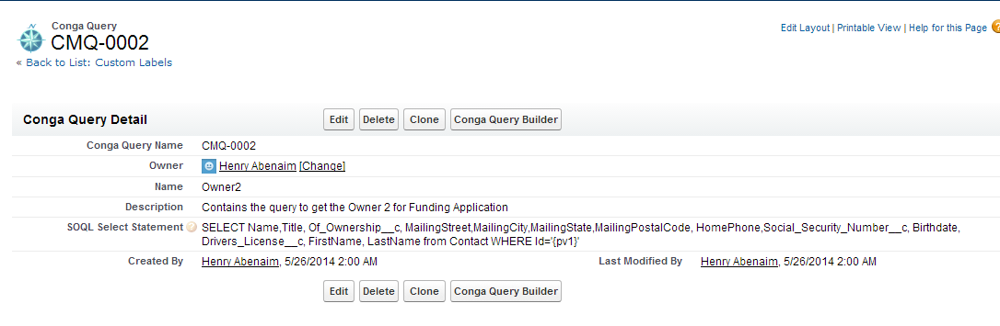 Conga Query
CMQ-0002
« Back to List: Custom Labels
Edit Layout | Printable View | Help for this Page ?
Conga Query Detail Edit Delete Clone Conga Query Builder
Conga Query Name CMQ-0002
Owner Henry Abenaim [Change]
Name Owner2
Description Contains the query to get the Owner 2 for Funding Application
SOQL Select Statement ? SELECT Name,Title, Of_Ownership__c, MailingStreet,MailingCity,MailingState,MailingPostalCode, HomePhone,Social_Security_Number__c, Birthdate,
Drivers_License__c, FirstName, LastName from Contact WHERE Id='{pv1}'
Created By Henry Abenaim, 5/26/2014 2:00 AM Last Modified By Henry Abenaim, 5/26/2014 2:00 AM
Edit Delete Clone Conga Query Builder